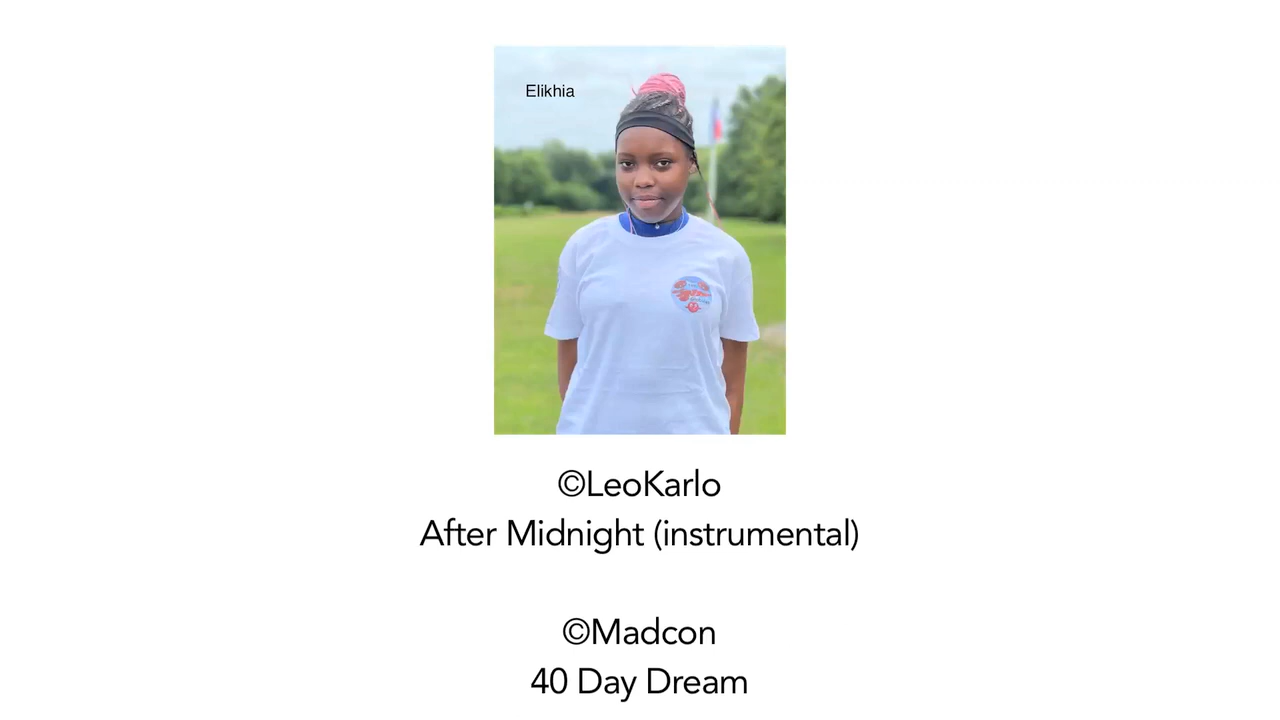 Elikhia
©LeoKarlo
After Midnight (instrumental)
©Madcon
40 Day Dream